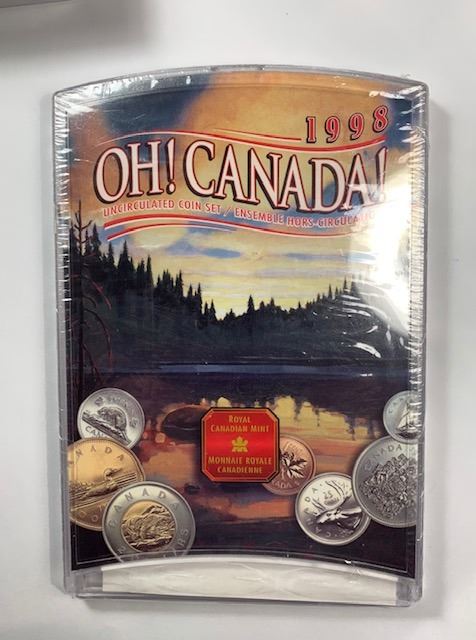 1998
OH! CANADA!
UNCIRCULATED COIN SET / ENSEMBLE HORS-CIRCULATION
ROYAL
CANADIAN MINT
MONNAIE ROYALE
CANADIENNE
CANADA